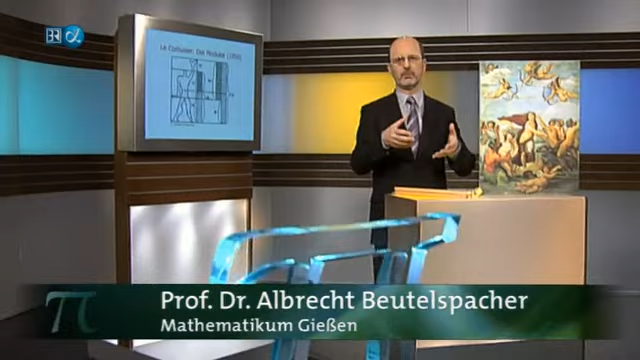 BR α
Le Corbusier: Der Modulor (1950)
Prof. Dr. Albrecht Beutelspacher
Mathematikum Gießen
π